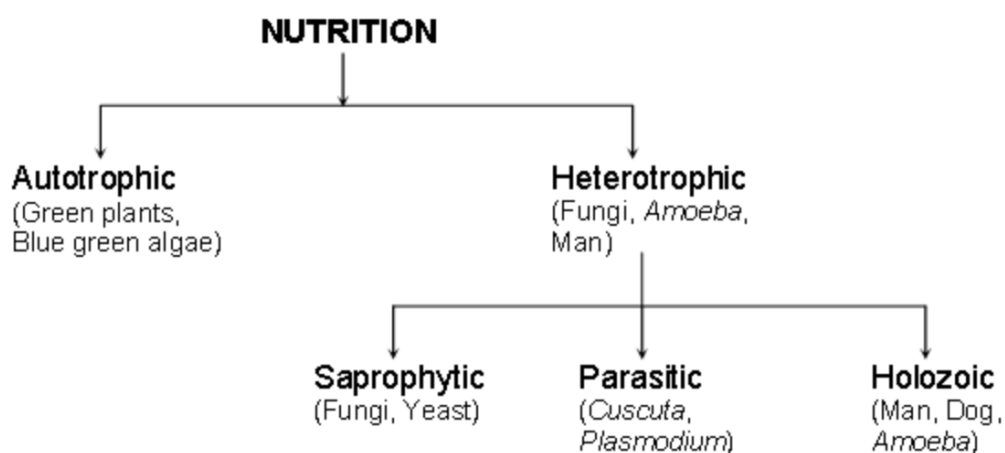 NUTRITION
Autotrophic
(Green plants,
Blue green algae)
Heterotrophic
(Fungi, Amoeba,
Man)
Saprophytic
(Fungi, Yeast)
Parasitic
(Cuscuta,
Plasmodium)
Holozoic
(Man, Dog,
Amoeba)